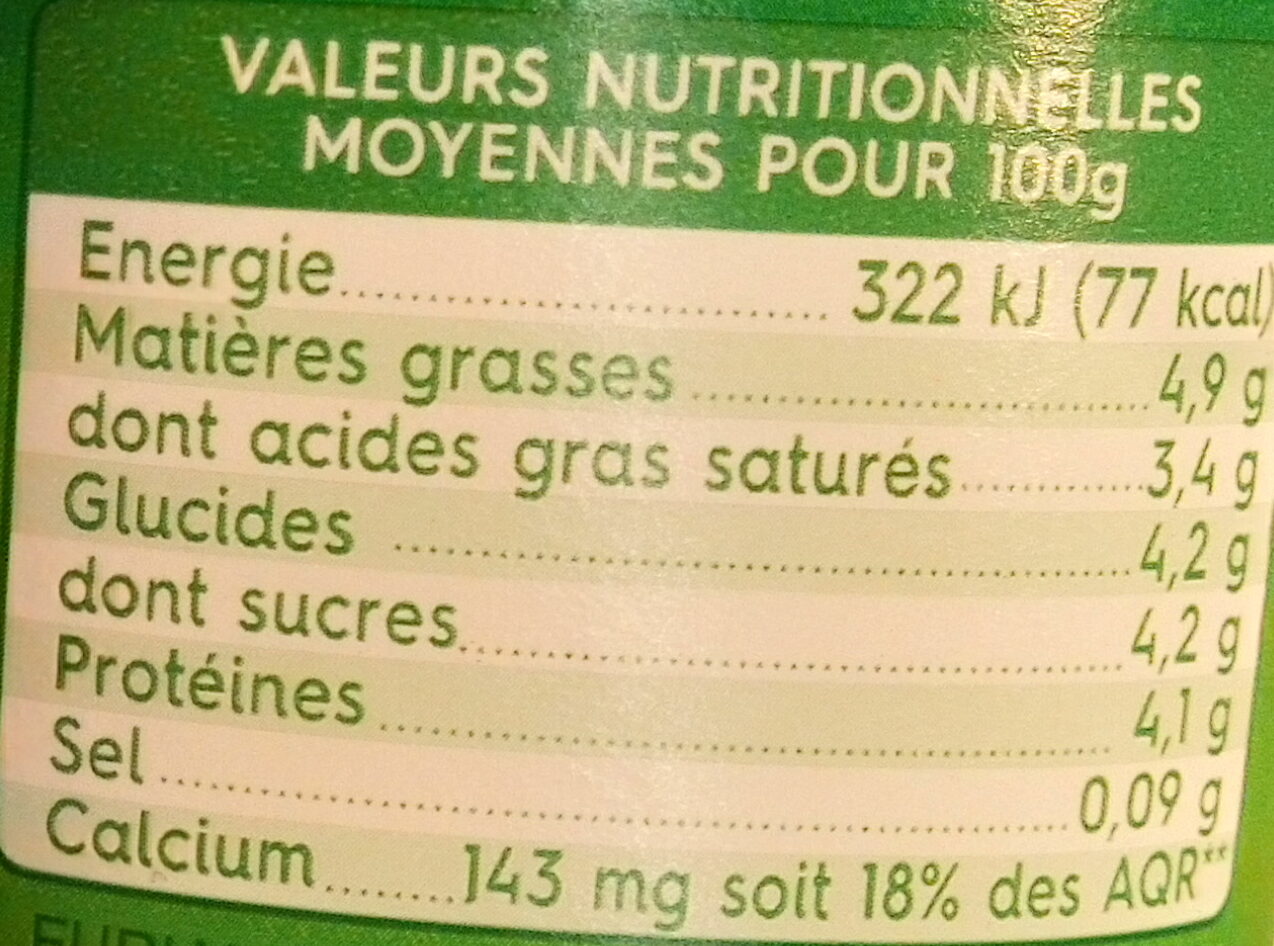 VALEURS NUTRITIONNELLES
MOYENNES POUR 100g
Energie.................... 322 kJ (77 kcal)
Matières grasses .................... 4,9 g
dont acides gras saturés ............ 3,4 g
Glucides .................... 4,2 g
dont sucres .................... 4,2 g
Protéines .................... 4,1 g
Sel .................... 0,09 g
Calcium ........ 143 mg soit 18% des AQR**